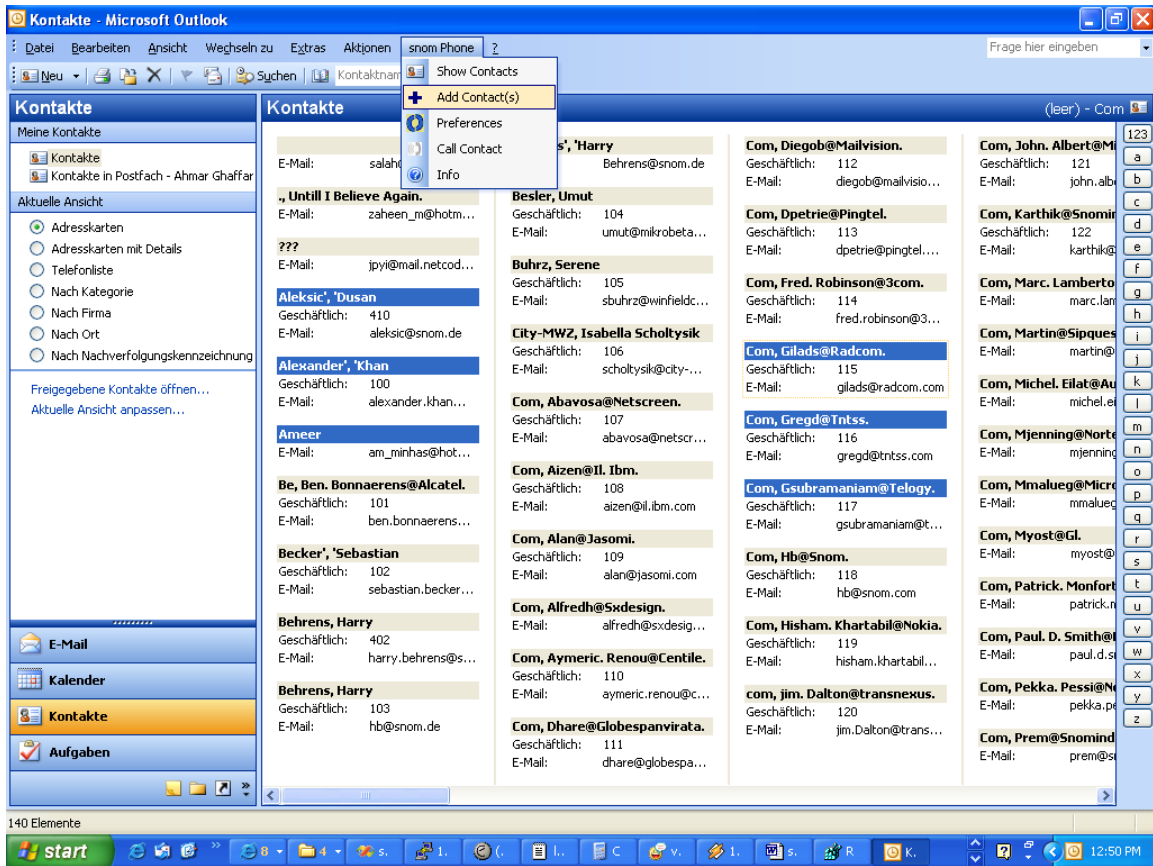 Kontakte - Microsoft Outlook
Datei Bearbeiten Ansicht Wechseln zu Extras Aktionen snom Phone ?
Frage hier eingeben
Neu Suchen Kontaktnam
Show Contacts
Add Contact(s)
Preferences
Call Contact
Info
Kontakte
Meine Kontakte
Kontakte
Kontakte in Postfach - Ahmar Ghaffar
Aktuelle Ansicht
Adresskarten
Adresskarten mit Details
Telefonliste
Nach Kategorie
Nach Firma
Nach Ort
Nach Nachverfolgungskennzeichnung
Freigegebene Kontakte öffnen...
Aktuelle Ansicht anpassen...
E-Mail
Kalender
Kontakte
Aufgaben
Kontakte
(leer) - Com
E-Mail:
., Untill I Believe Again.
E-Mail: zaheen_m@hotm...
???
E-Mail: jpyi@mail.netcod...
Aleksic', 'Dusan
Geschäftlich: 410
E-Mail: aleksic@snom.de
Alexander', 'Khan
Geschäftlich: 100
E-Mail: alexander.khan...
Ameer
E-Mail: am_minhas@hot...
Be, Ben. Bonnaerens@Alcatel.
Geschäftlich: 101
E-Mail: ben.bonnaerens...
Becker', 'Sebastian
Geschäftlich: 102
E-Mail: sebastian.becker...
Behrens, Harry
Geschäftlich: 402
E-Mail: harry.behrens@s...
Behrens, Harry
Geschäftlich: 103
E-Mail: hb@snom.de
s', 'Harry
Behrens@snom.de
Besler, Umut
Geschäftlich: 104
E-Mail: umut@mikrobeta...
Buhrz, Serene
Geschäftlich: 105
E-Mail: sbuhrz@winfieldc...
City-MWZ, Isabella Scholtysik
Geschäftlich: 106
E-Mail: scholtysik@city-...
Com, Abavosa@Netscreen.
Geschäftlich: 107
E-Mail: abavosa@netscr...
Com, Aizen@Il. Ibm.
Geschäftlich: 108
E-Mail: aizen@il.ibm.com
Com, Alan@Jasomi.
Geschäftlich: 109
E-Mail: alan@jasomi.com
Com, Alfredh@Sxdesign.
E-Mail: alfredh@sxdesig...
Com, Aymeric. Renou@Centile.
Geschäftlich: 110
E-Mail: aymeric.renou@c...
Com, Dhare@Globespanvirata.
Geschäftlich: 111
E-Mail: dhare@globespa...
Com, Diegob@Mailvision.
Geschäftlich: 112
E-Mail: diegob@mailvisio...
Com, Dpetrie@Pingtel.
Geschäftlich: 113
E-Mail: dpetrie@pingtel....
Com, Fred. Robinson@3com.
Geschäftlich: 114
E-Mail: fred.robinson@3...
Com, Gilads@Radcom.
Geschäftlich: 115
E-Mail: gilads@radcom.com
Com, Gregd@Tntss.
Geschäftlich: 116
E-Mail: gregd@tntss.com
Com, Gsubramaniam@Telogy.
Geschäftlich: 117
E-Mail: gsubramaniam@t...
Com, Hb@Snom.
Geschäftlich: 118
E-Mail: hb@snom.com
Com, Hisham. Khartabil@Nokia.
Geschäftlich: 119
E-Mail: hisham.khartabil...
com, jim. Dalton@transnexus.
Geschäftlich: 120
E-Mail: jim.Dalton@trans...
Com, John. Albert@Mi
Geschäftlich: 121
E-Mail: john.albe
Com, Karthik@Snomin
Geschäftlich: 122
E-Mail: karthik@
Com, Marc. Lamberto
E-Mail: marc.lam
Com, Martin@Sipques
E-Mail: martin@
Com, Michel. Eilat@Au
E-Mail: michel.ei
Com, Mjenning@Norte
E-Mail: mjenning
Com, Mmalueg@Micro
E-Mail: mmalueg
Com, Myost@Gl.
E-Mail: myost@
Com, Patrick. Monfort
E-Mail: patrick.m
Com, Paul. D. Smith@
E-Mail: paul.d.s
Com, Pekka. Pessi@N
E-Mail: pekka.pe
Com, Prem@Snomind
E-Mail: prem@s
123
a
b
c
d
e
f
g
h
i
j
k
l
m
n
o
p
q
r
s
t
u
v
w
x
y
z
140 Elemente
start
8
4
s.
1.
(.
l..
C
v.
1.
s.
R
K.
12:50 PM